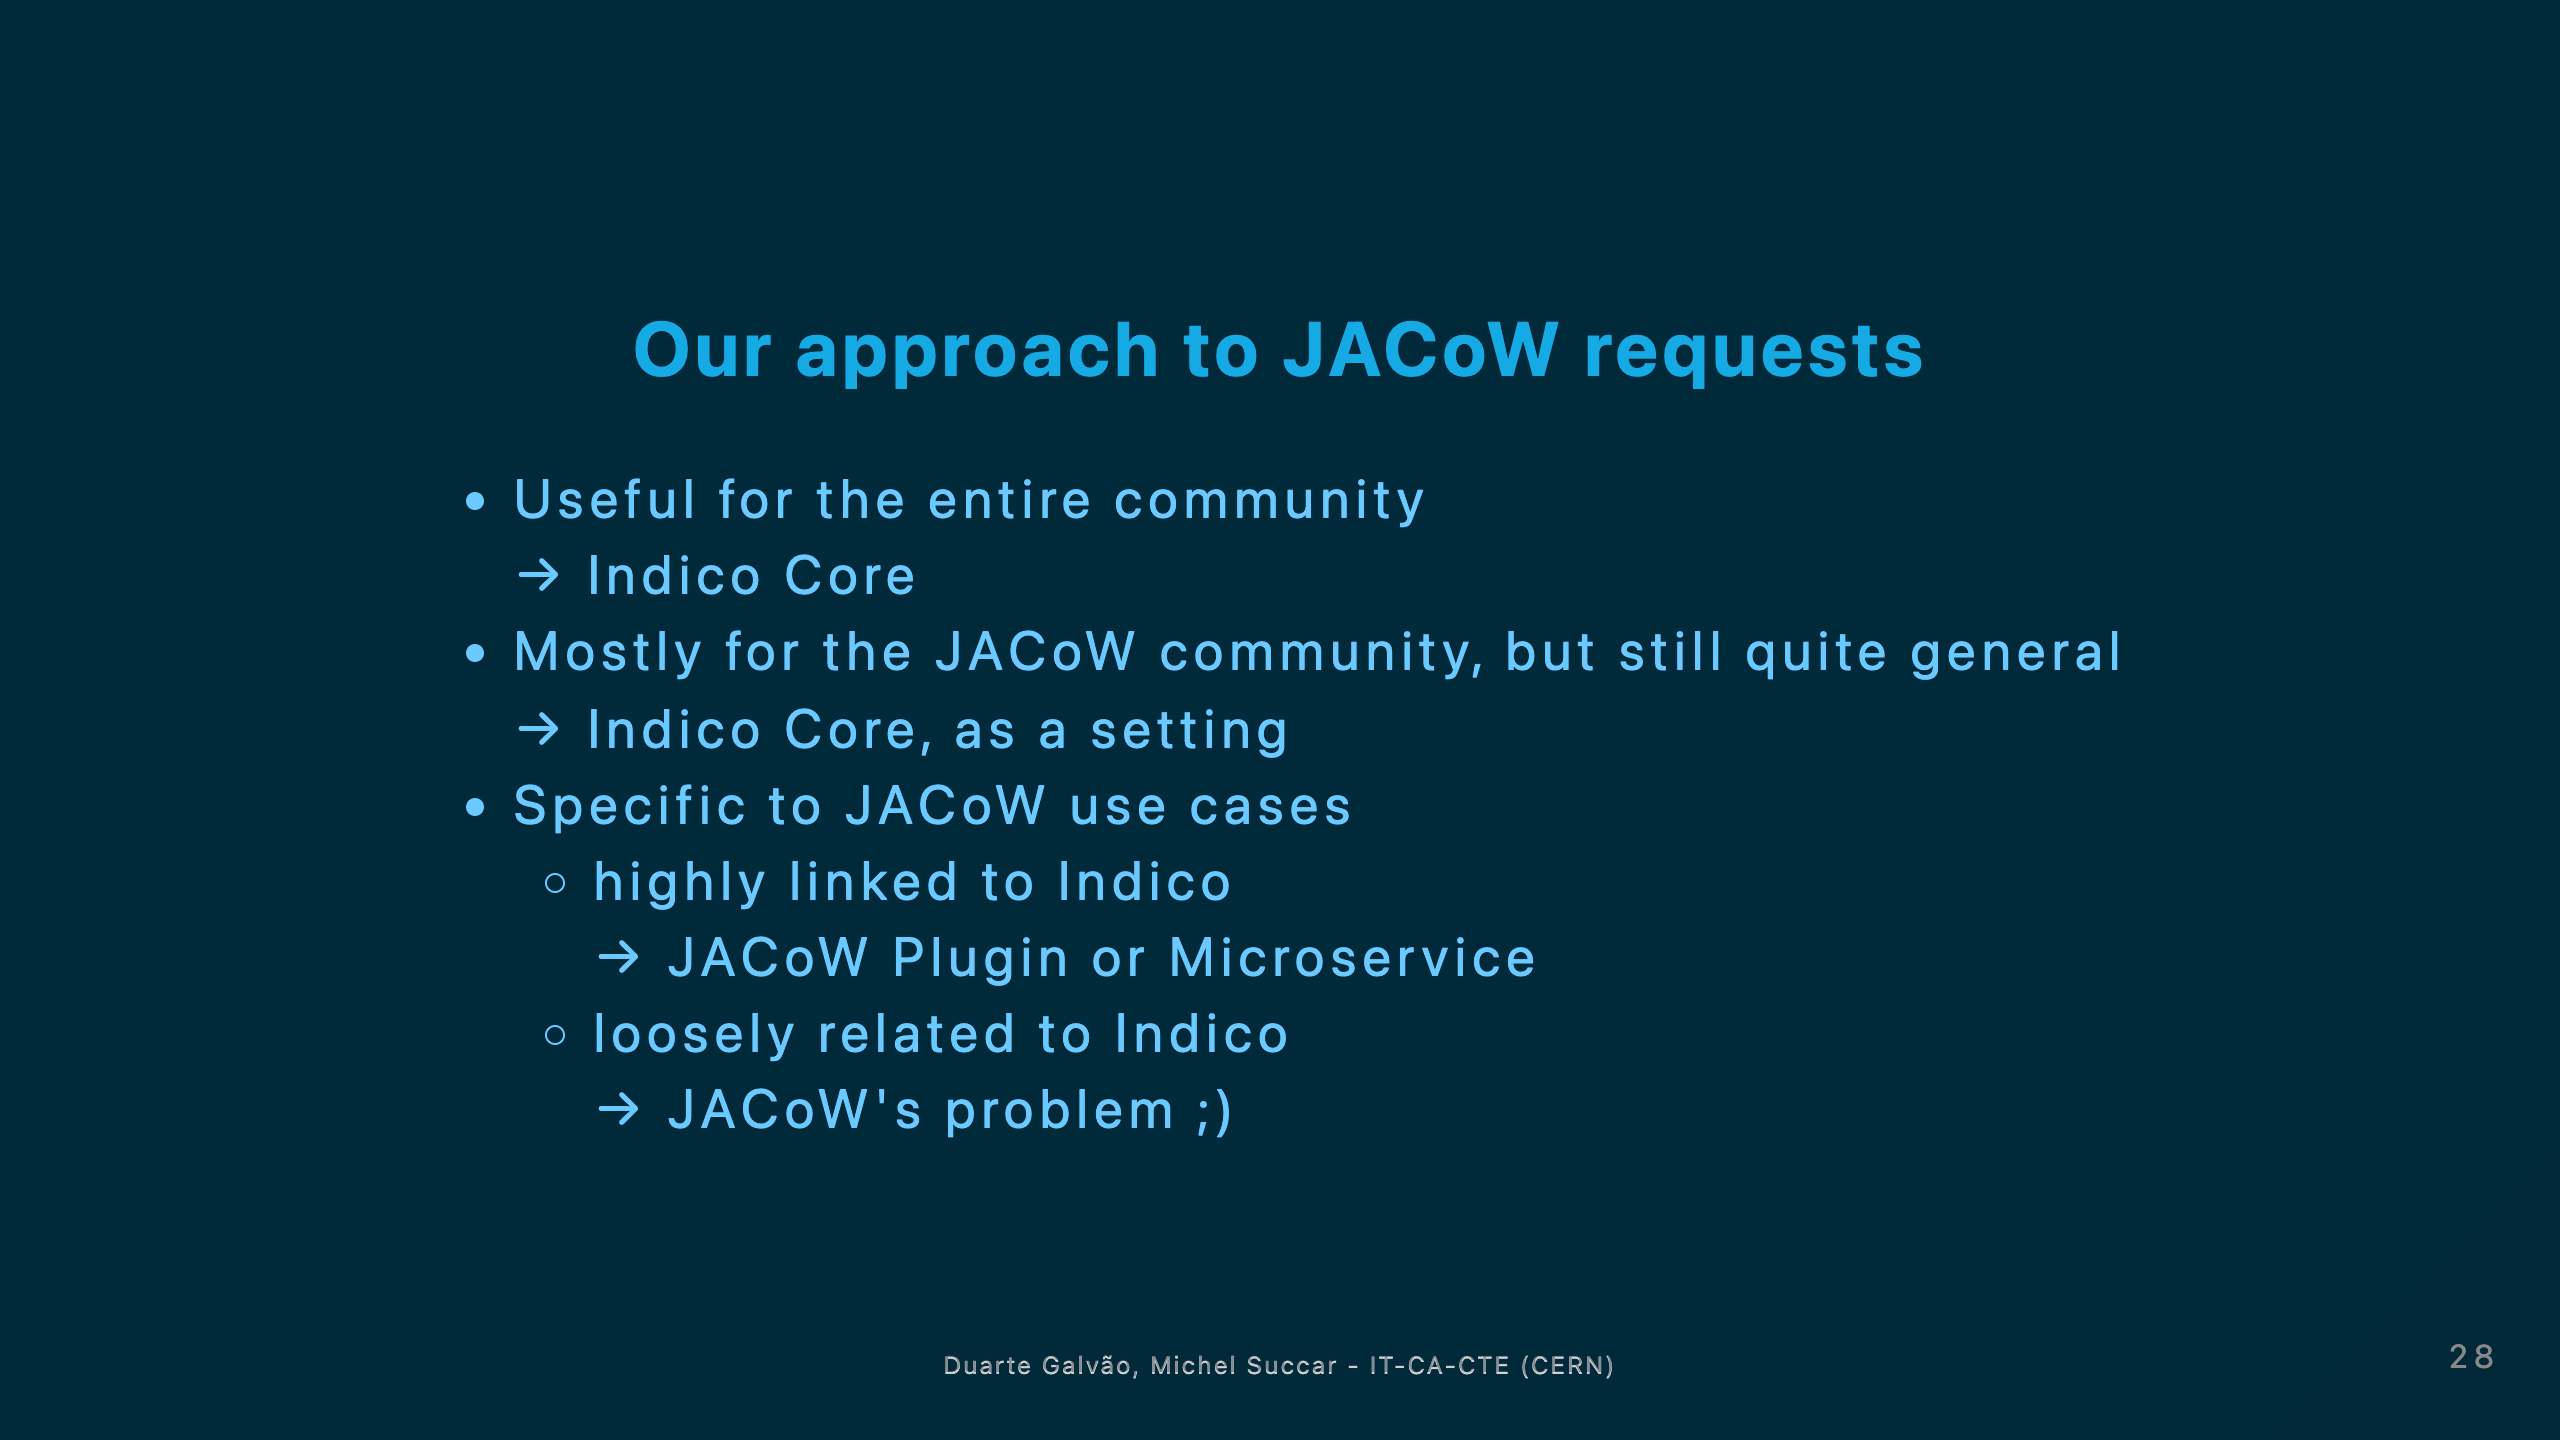 Our approach to JACoW requests
• Useful for the entire community
→ Indico Core
• Mostly for the JACoW community, but still quite general
→ Indico Core, as a setting
• Specific to JACoW use cases
○ highly linked to Indico
→ JACoW Plugin or Microservice
○ loosely related to Indico
→ JACoW's problem ;)
Duarte Galvão, Michel Succar - IT-CA-CTE (CERN)
28